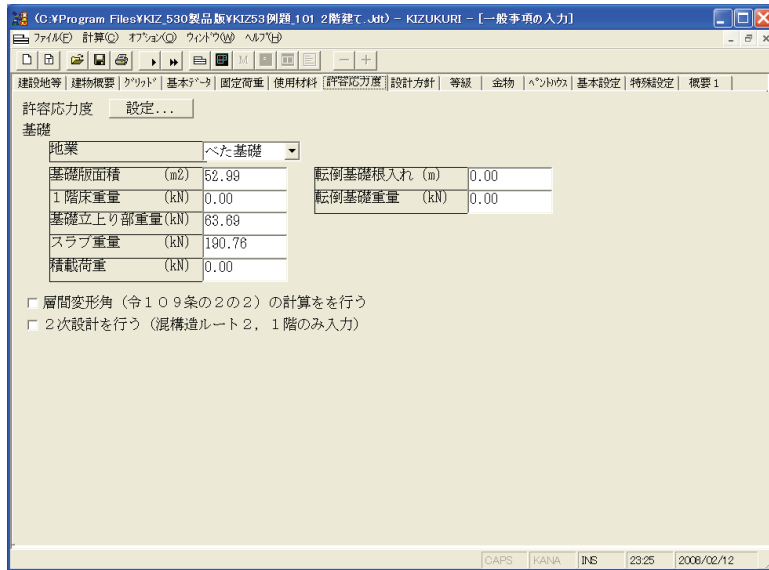 (C:¥Program Files¥KIZ_530製品版¥KIZ53例題_101 2階建て.Jdt) - KIZUKURI - [一般事項の入力]
ファイル(F) 計算(C) オプション(O) ウィンドウ(W) ヘルプ(H)
建設地等 建物概要 グリッド 基本データ 固定荷重 使用材料 許容応力度 設計方針 等級 金物 ペントハウス 基本設定 特殊設定 概要1
許容応力度 設定...
基礎
地業 べた基礎
基礎版面積 (m2) 52.99 転倒基礎根入れ (m) 0.00
1階床重量 (kN) 0.00 転倒基礎重量 (kN) 0.00
基礎立上り部重量(kN) 63.69
スラブ重量 (kN) 190.76
積載荷重 (kN) 0.00
層間変形角(令109条の2の2)の計算をを行う
2次設計を行う(混構造ルート2,1階のみ入力)
CAPS KANA INS 23:25 2008/02/12